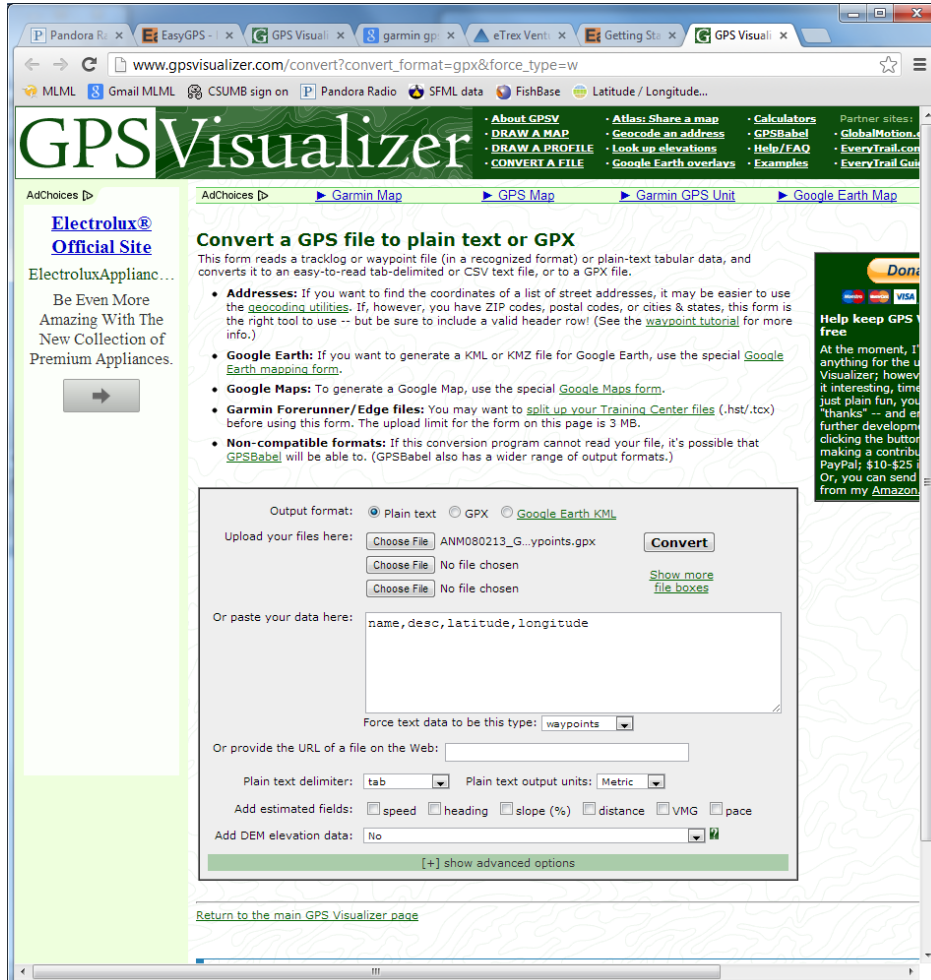 Pandora Ra
EasyGPS -
GPS Visuali
garmin gp
eTrex Vent
Getting Sta
GPS Visuali
www.gpsvisualizer.com/convert?convert_format=gpx&force_type=w
MLML Gmail MLML CSUMB sign on Pandora Radio SFML data FishBase Latitude / Longitude...
GPS Visualizer
· About GPSV
· DRAW A MAP
· DRAW A PROFILE
· CONVERT A FILE
· Atlas: Share a map
· Geocode an address
· Look up elevations
· Google Earth overlays
· Calculators
· GPSBabel
· Help/FAQ
· Examples
Partner sites:
· GlobalMotion.c
· EveryTrail.con
· EveryTrail Guid
AdChoices
Electrolux®
Official Site
ElectroluxApplianc...
Be Even More
Amazing With The
New Collection of
Premium Appliances.
AdChoices ► Garmin Map ► GPS Map ► Garmin GPS Unit ► Google Earth Map
Convert a GPS file to plain text or GPX
This form reads a tracklog or waypoint file (in a recognized format) or plain-text tabular data, and
converts it to an easy-to-read tab-delimited or CSV text file, or to a GPX file.
• Addresses: If you want to find the coordinates of a list of street addresses, it may be easier to use
the geocoding utilities. If, however, you have ZIP codes, postal codes, or cities & states, this form is
the right tool to use -- but be sure to include a valid header row! (See the waypoint tutorial for more
info.)
• Google Earth: If you want to generate a KML or KMZ file for Google Earth, use the special Google
Earth mapping form.
• Google Maps: To generate a Google Map, use the special Google Maps form.
• Garmin Forerunner/Edge files: You may want to split up your Training Center files (.hst/.tcx)
before using this form. The upload limit for the form on this page is 3 MB.
• Non-compatible formats: If this conversion program cannot read your file, it's possible that
GPSBabel will be able to. (GPSBabel also has a wider range of output formats.)
Dona
VISA
Help keep GPS V
free
At the moment, I'
anything for the u
Visualizer; howev
it interesting, time
just plain fun, you
"thanks" -- and er
further developme
clicking the button
making a contribu
PayPal; $10-$25 i
Or, you can send
from my Amazon.
Output format: Plain text GPX Google Earth KML
Upload your files here: Choose File ANM080213_G...ypoints.gpx Convert
Choose File No file chosen
Show more
file boxes
Choose File No file chosen
Or paste your data here: name,desc,latitude,longitude
Force text data to be this type: waypoints
Or provide the URL of a file on the Web:
Plain text delimiter: tab Plain text output units: Metric
Add estimated fields: speed heading slope (%) distance VMG pace
Add DEM elevation data: No ?
[+] show advanced options
Return to the main GPS Visualizer page